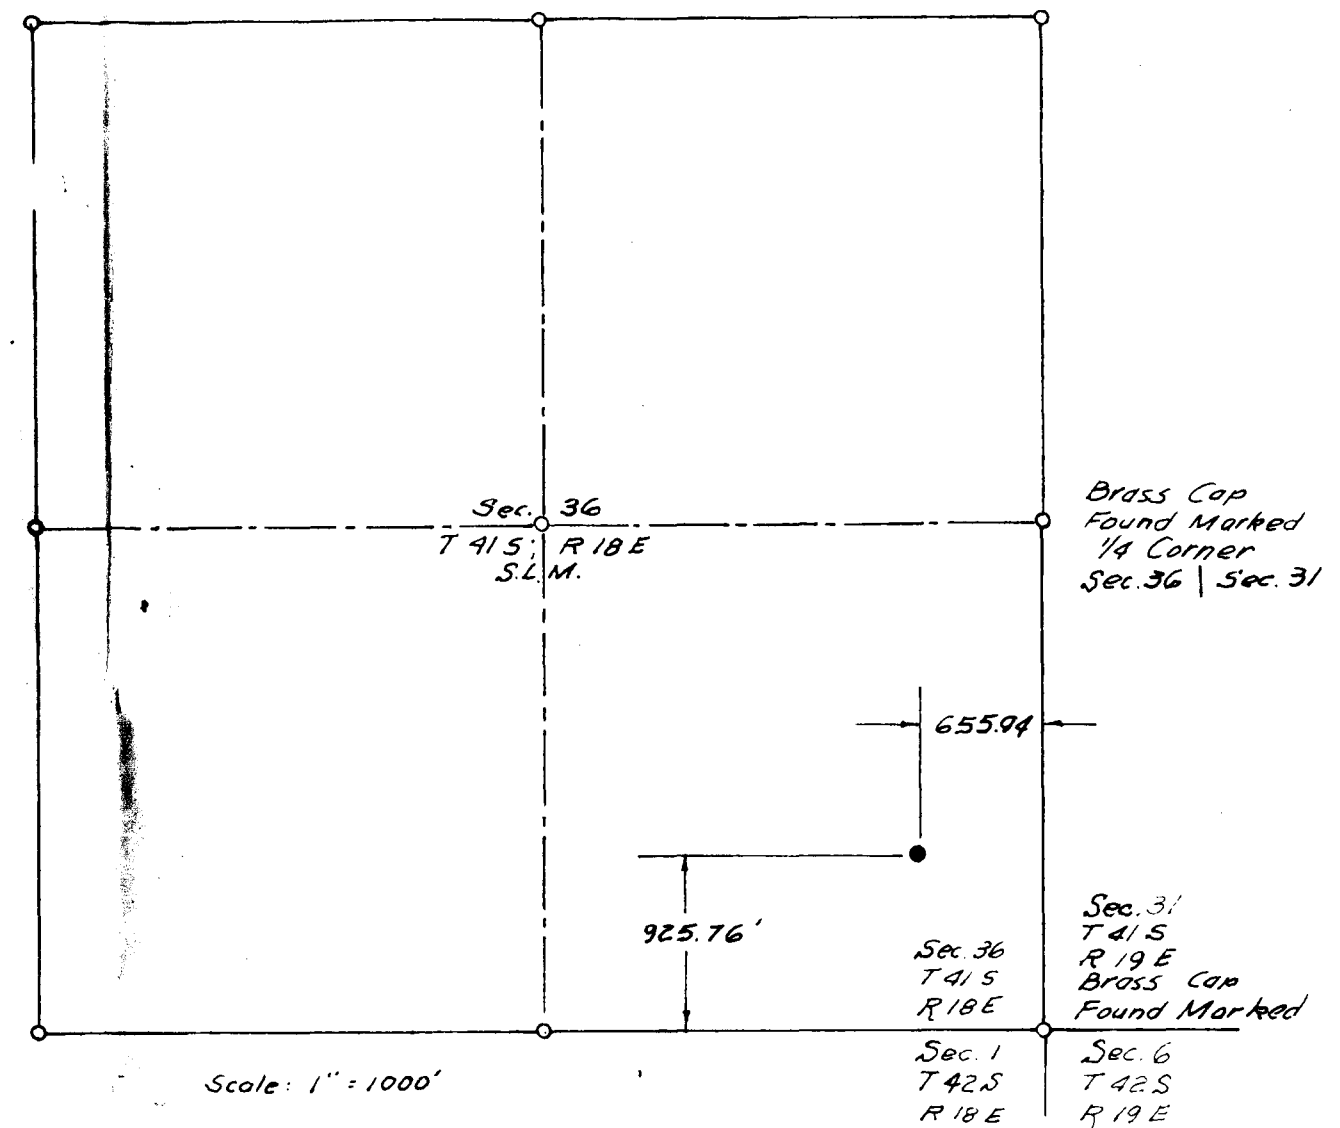 Sec. 36
T 41 S; R 18 E
S.L.M.
Brass Cap
Found Marked
1/4 Corner
Sec. 36 | Sec. 31
655.94
925.76'
Sec. 36
T 41 S
R 18 E
Sec. 31
T 41 S
R 19 E
Brass Cap
Found Marked
Sec. 1
T 42 S
R 18 E
Sec. 6
T 42 S
R 19 E
Scale: 1" = 1000'